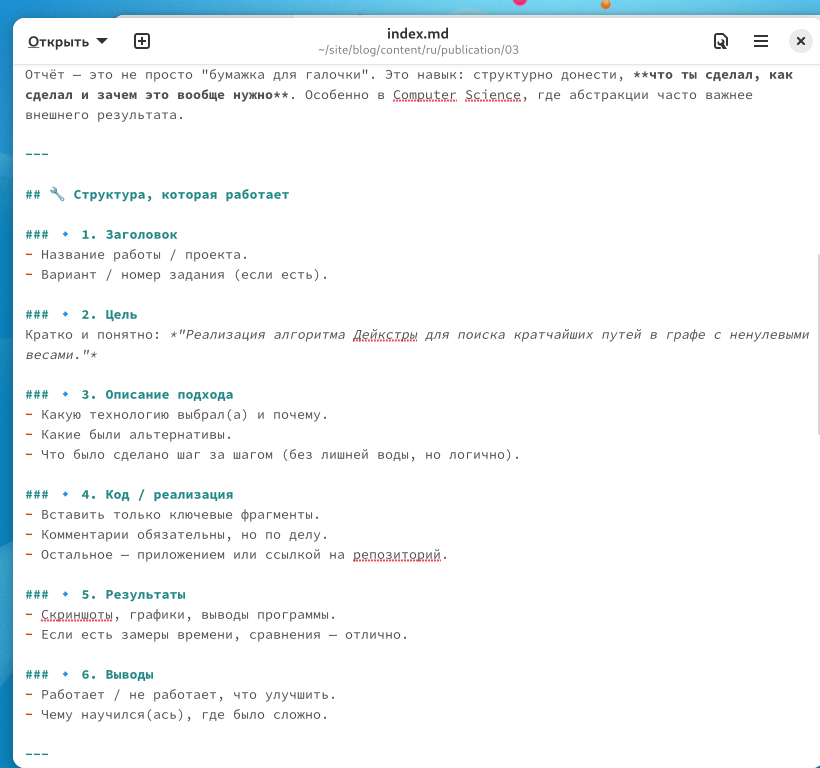 Открыть
index.md
~/site/blog/content/ru/publication/03
Отчёт — это не просто "бумажка для галочки". Это навык: структурно донести, **что ты сделал, как
сделал и зачем это вообще нужно**. Особенно в Computer Science, где абстракции часто важнее
внешнего результата.
---
## 🔧 Структура, которая работает
### 🔹 1. Заголовок
- Название работы / проекта.
- Вариант / номер задания (если есть).
### 🔹 2. Цель
Кратко и понятно: *"Реализация алгоритма Дейкстры для поиска кратчайших путей в графе с ненулевыми
весами."*
### 🔹 3. Описание подхода
- Какую технологию выбрал(а) и почему.
- Какие были альтернативы.
- Что было сделано шаг за шагом (без лишней воды, но логично).
### 🔹 4. Код / реализация
- Вставить только ключевые фрагменты.
- Комментарии обязательны, но по делу.
- Остальное — приложением или ссылкой на репозиторий.
### 🔹 5. Результаты
- Скриншоты, графики, выводы программы.
- Если есть замеры времени, сравнения — отлично.
### 🔹 6. Выводы
- Работает / не работает, что улучшить.
- Чему научился(ась), где было сложно.
---